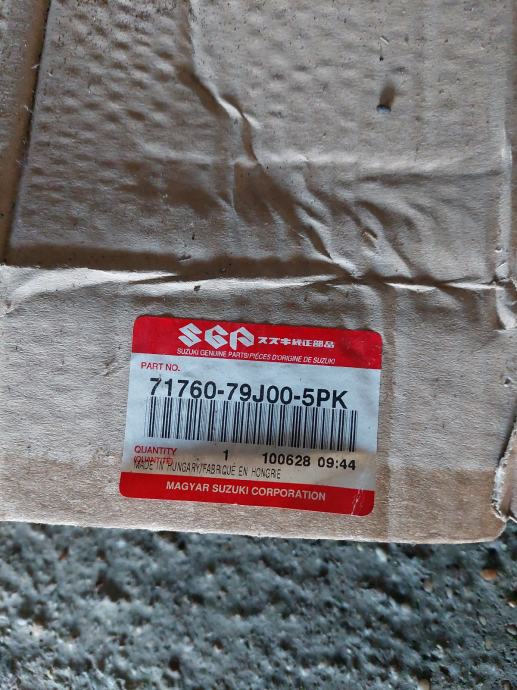 SGP スズキ純正部品
SUZUKI GENUINE PARTS/PIÈCES D'ORIGINE DE SUZUKI
PART NO.
71760-79J00-5PK
QUANTITY 1 100628 09:44
(QUANTITÉ)
MADE IN HUNGARY/FABRIQUÉ EN HONGRIE
MAGYAR SUZUKI CORPORATION